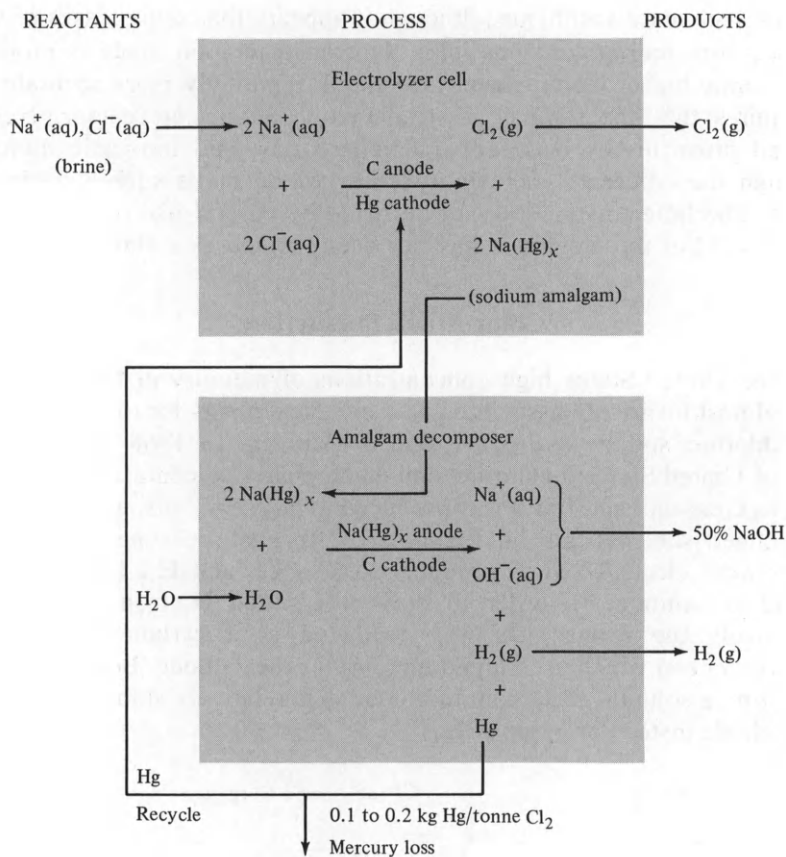 REACTANTS PROCESS PRODUCTS
Electrolyzer cell
Na⁺(aq), Cl⁻(aq) 2 Na⁺(aq) Cl₂(g) Cl₂(g)
(brine)
+ C anode +
Hg cathode
2 Cl⁻(aq) 2 Na(Hg)ₓ
(sodium amalgam)
Amalgam decomposer
2 Na(Hg)ₓ Na⁺(aq)
+ Na(Hg)ₓ anode + 50% NaOH
C cathode
OH⁻(aq)
H₂O H₂O
+
H₂(g) H₂(g)
+
Hg
Hg
Recycle 0.1 to 0.2 kg Hg/tonne Cl₂
Mercury loss